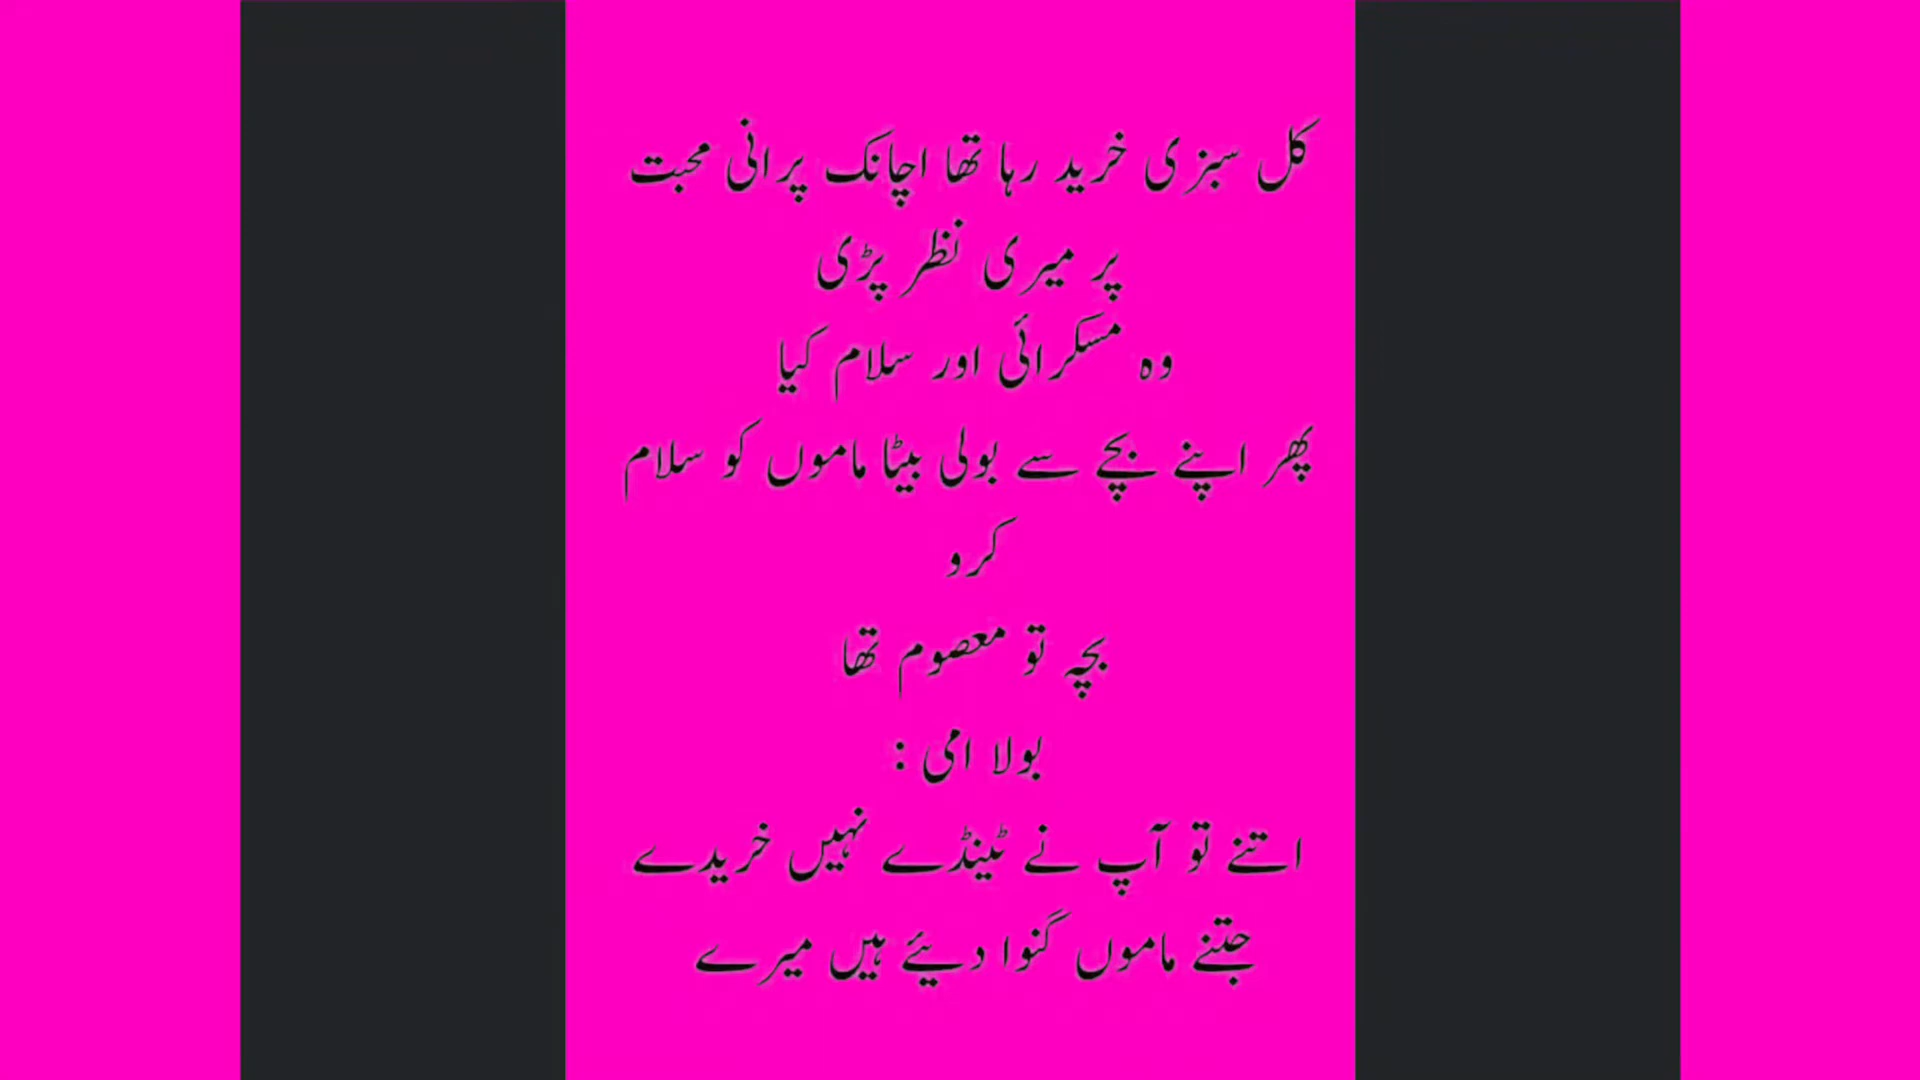 کل سبزی خرید رہا تھا اچانک پرانی محبت
پر میری نظر پڑی
وہ مسکرائی اور سلام کیا
پھر اپنے بچے سے بولی بیٹا ماموں کو سلام
کرو
بچہ تو معصوم تھا
بولا امی :
اتنے تو آپ نے ٹینڈے نہیں خریدے
جتنے ماموں گنوا دیئے ہیں میرے